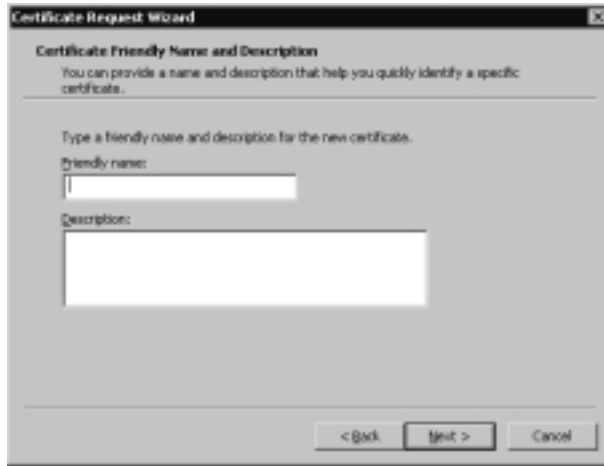 Certificate Request Wizard
Certificate Friendly Name and Description
You can provide a name and description that help you quickly identify a specific
certificate.
Type a friendly name and description for the new certificate.
Friendly name:
Description:
< Back
Next >
Cancel